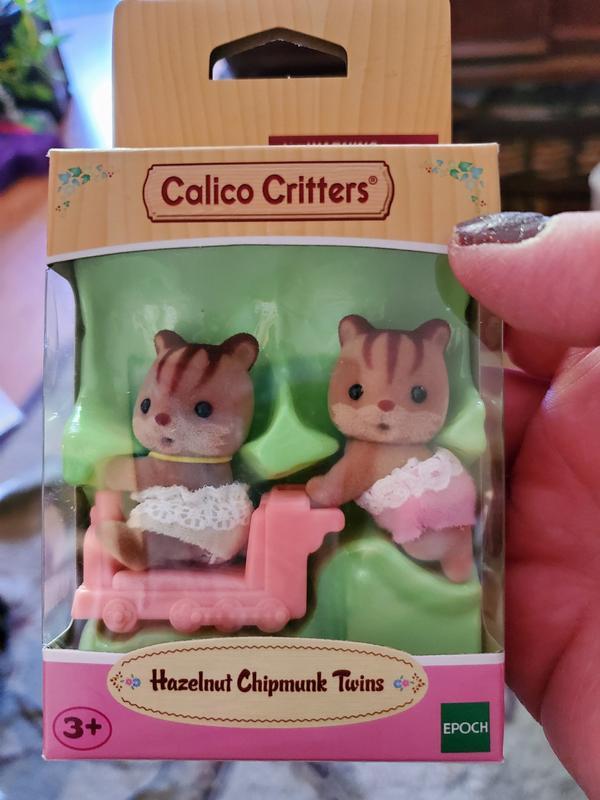 Calico Critters®
Hazelnut Chipmunk Twins
3+
EPOCH